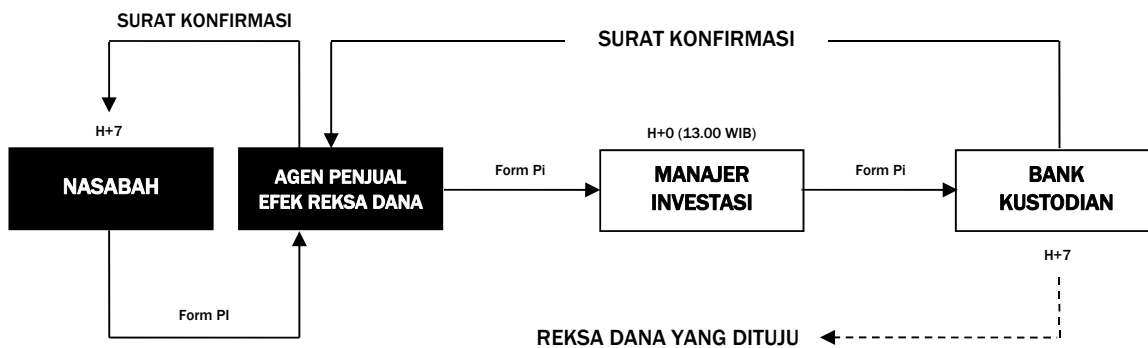 SURAT KONFIRMASI
SURAT KONFIRMASI
H+7
H+0 (13.00 WIB)
NASABAH
AGEN PENJUAL
EFEK REKSA DANA
Form Pi
MANAJER
INVESTASI
Form Pi
BANK
KUSTODIAN
H+7
Form PI
REKSA DANA YANG DITUJU